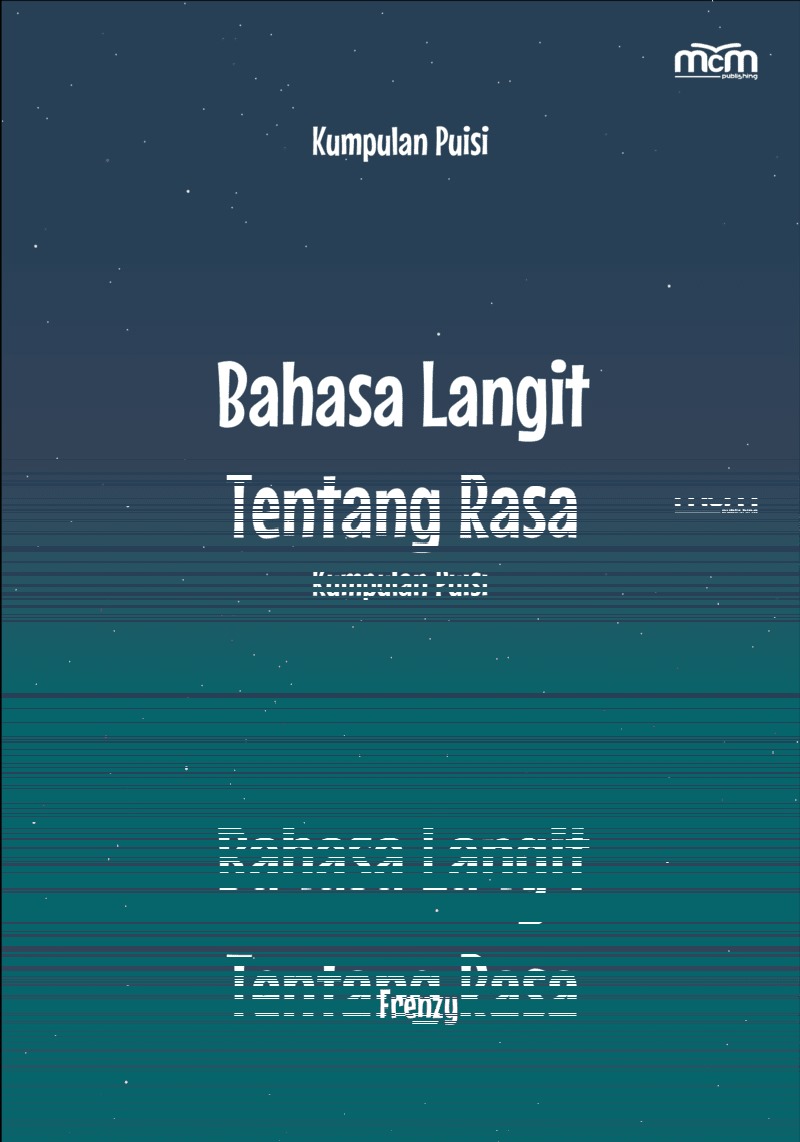 mcm
publishing
Kumpulan Puisi
Bahasa Langit
Tentang Rasa
Kumpulan Puisi
Bahasa Langit
Tentang Rasa
Frenzy